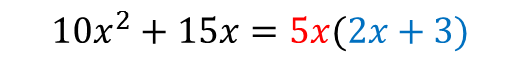 10x² + 15x = 5x(2x + 3)